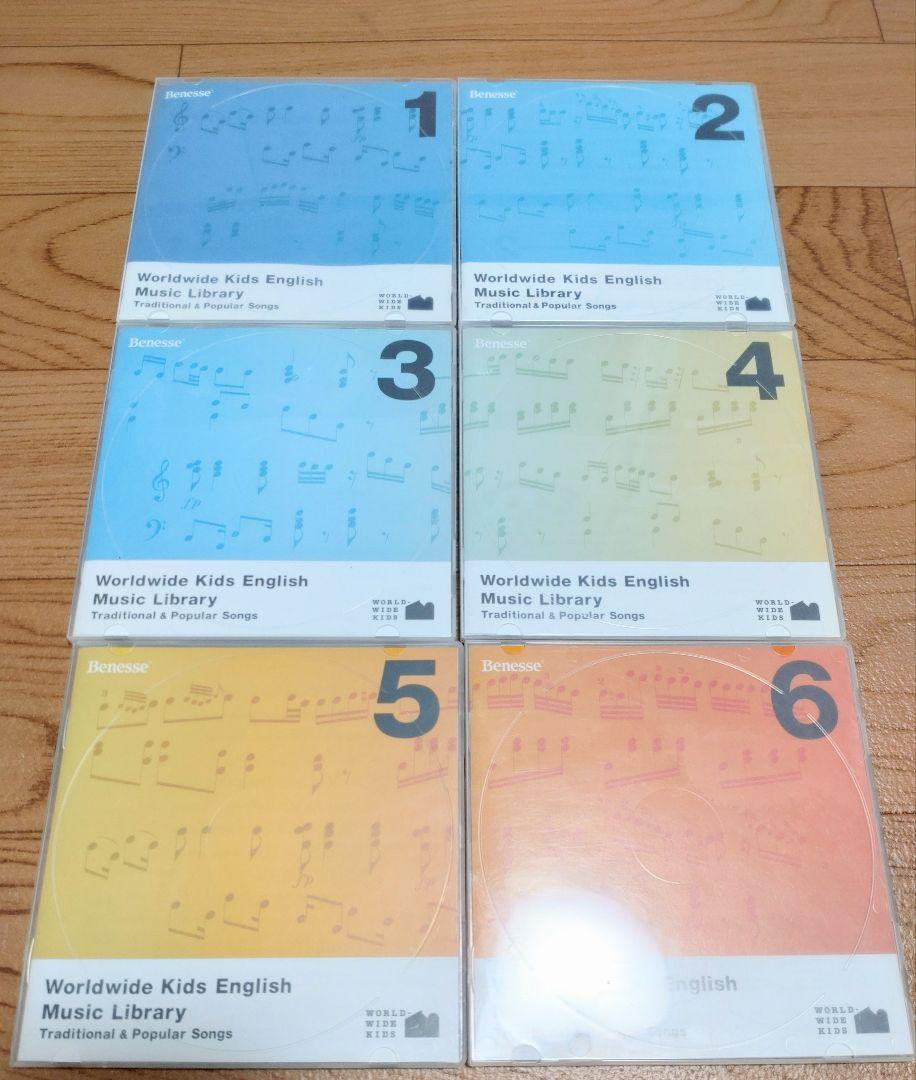 Benesse
1
Worldwide Kids English
Music Library
Traditional & Popular Songs
WORLD-
WIDE
KIDS
Benesse
2
Worldwide Kids English
Music Library
Traditional & Popular Songs
WORLD-
WIDE
KIDS
Benesse
3
Worldwide Kids English
Music Library
Traditional & Popular Songs
WORLD-
WIDE
KIDS
Benesse
4
Worldwide Kids English
Music Library
Traditional & Popular Songs
WORLD-
WIDE
KIDS
Benesse
5
Worldwide Kids English
Music Library
Traditional & Popular Songs
WORLD-
WIDE
KIDS
Benesse
6
English
Songs
WORLD-
WIDE
KIDS